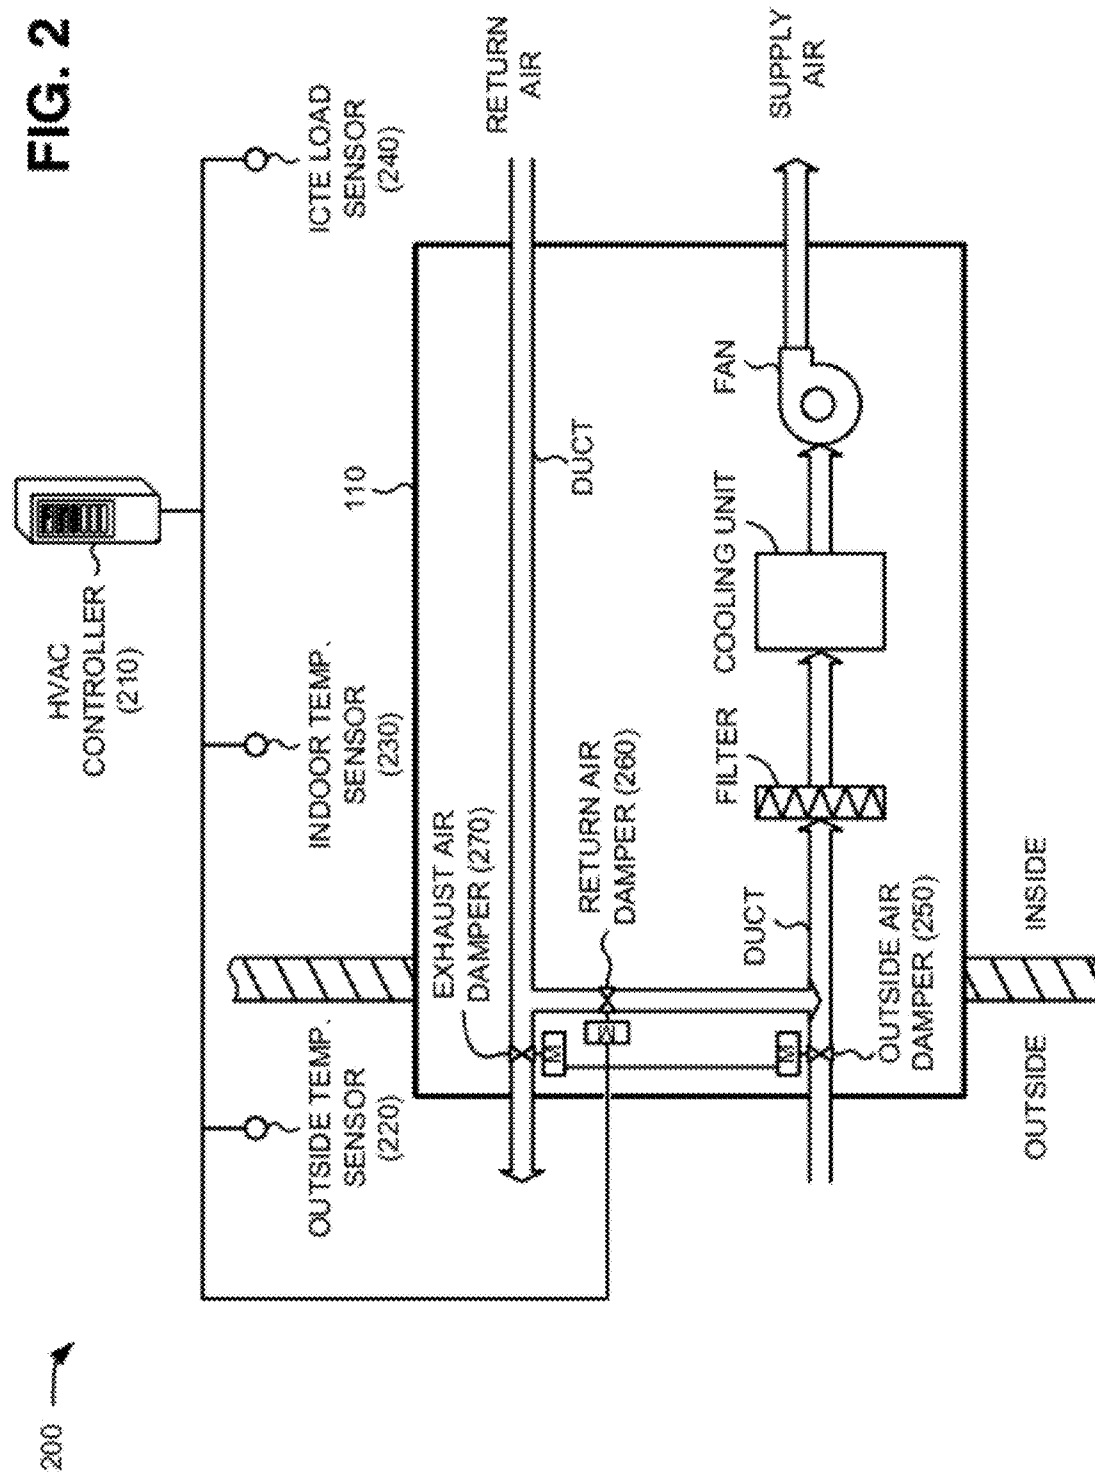 200
FIG. 2
HVAC
CONTROLLER
(210)
OUTSIDE TEMP.
SENSOR
(220)
INDOOR TEMP.
SENSOR
(230)
ICTE LOAD
SENSOR
(240)
110
EXHAUST AIR
DAMPER (270)
RETURN
AIR
DUCT
RETURN AIR
DAMPER (260)
M
M
M
DUCT
FILTER
COOLING UNIT
FAN
SUPPLY
AIR
OUTSIDE AIR
DAMPER (250)
OUTSIDE
INSIDE